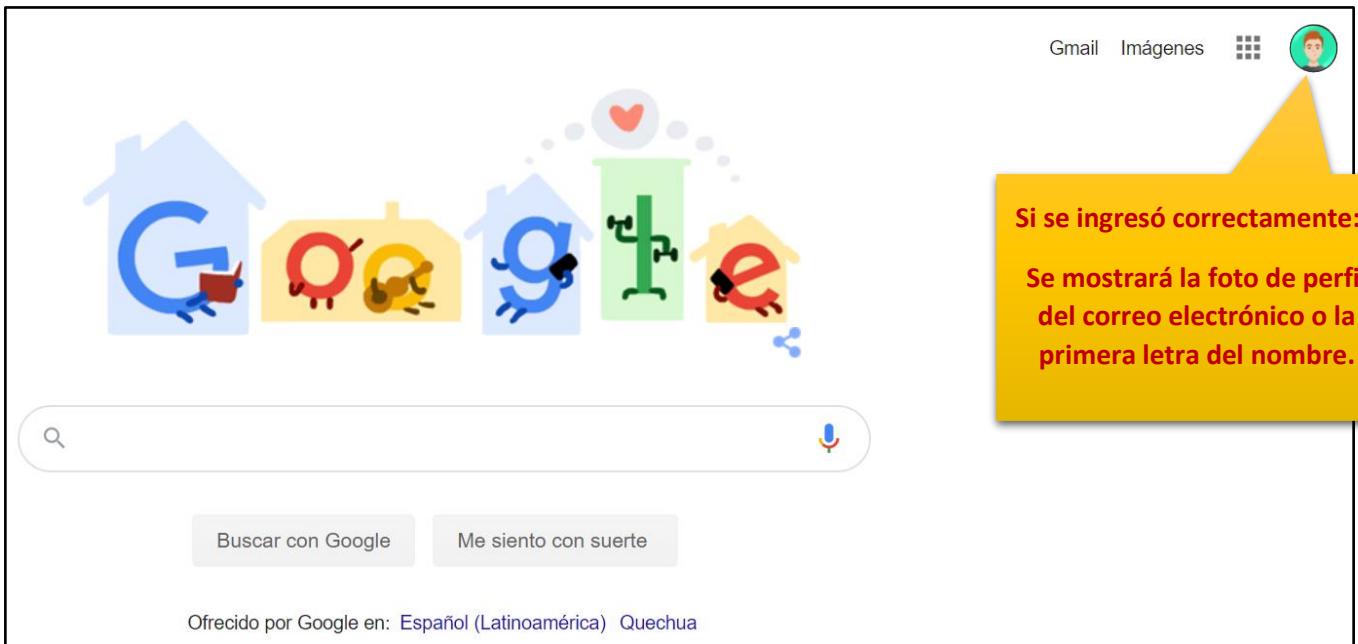 Gmail Imágenes
Google
Si se ingresó correctamente:
Se mostrará la foto de perfi
del correo electrónico o la
primera letra del nombre.
Buscar con Google Me siento con suerte
Ofrecido por Google en: Español (Latinoamérica) Quechua